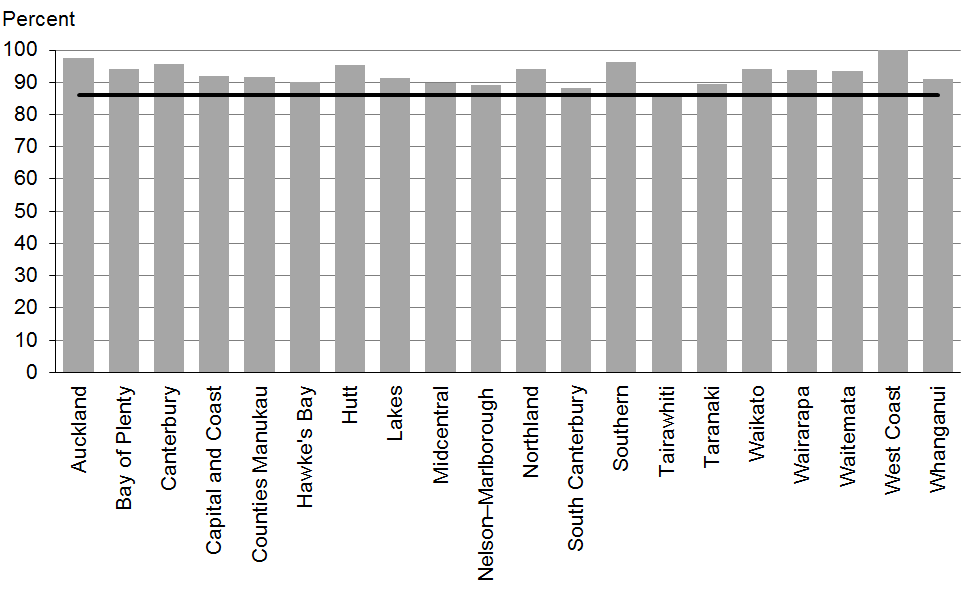 Percent
100
90
80
70
60
50
40
30
20
10
0
Auckland
Bay of Plenty
Canterbury
Capital and Coast
Counties Manukau
Hawke's Bay
Hutt
Lakes
Midcentral
Nelson–Marlborough
Northland
South Canterbury
Southern
Tairawhiti
Taranaki
Waikato
Wairarapa
Waitemata
West Coast
Whanganui